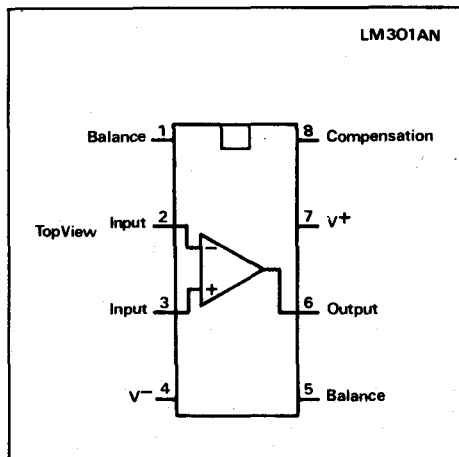 LM301AN
Balance 1 8 Compensation
TopView Input 2 7 V+
−
+
Input 3 6 Output
V− 4 5 Balance